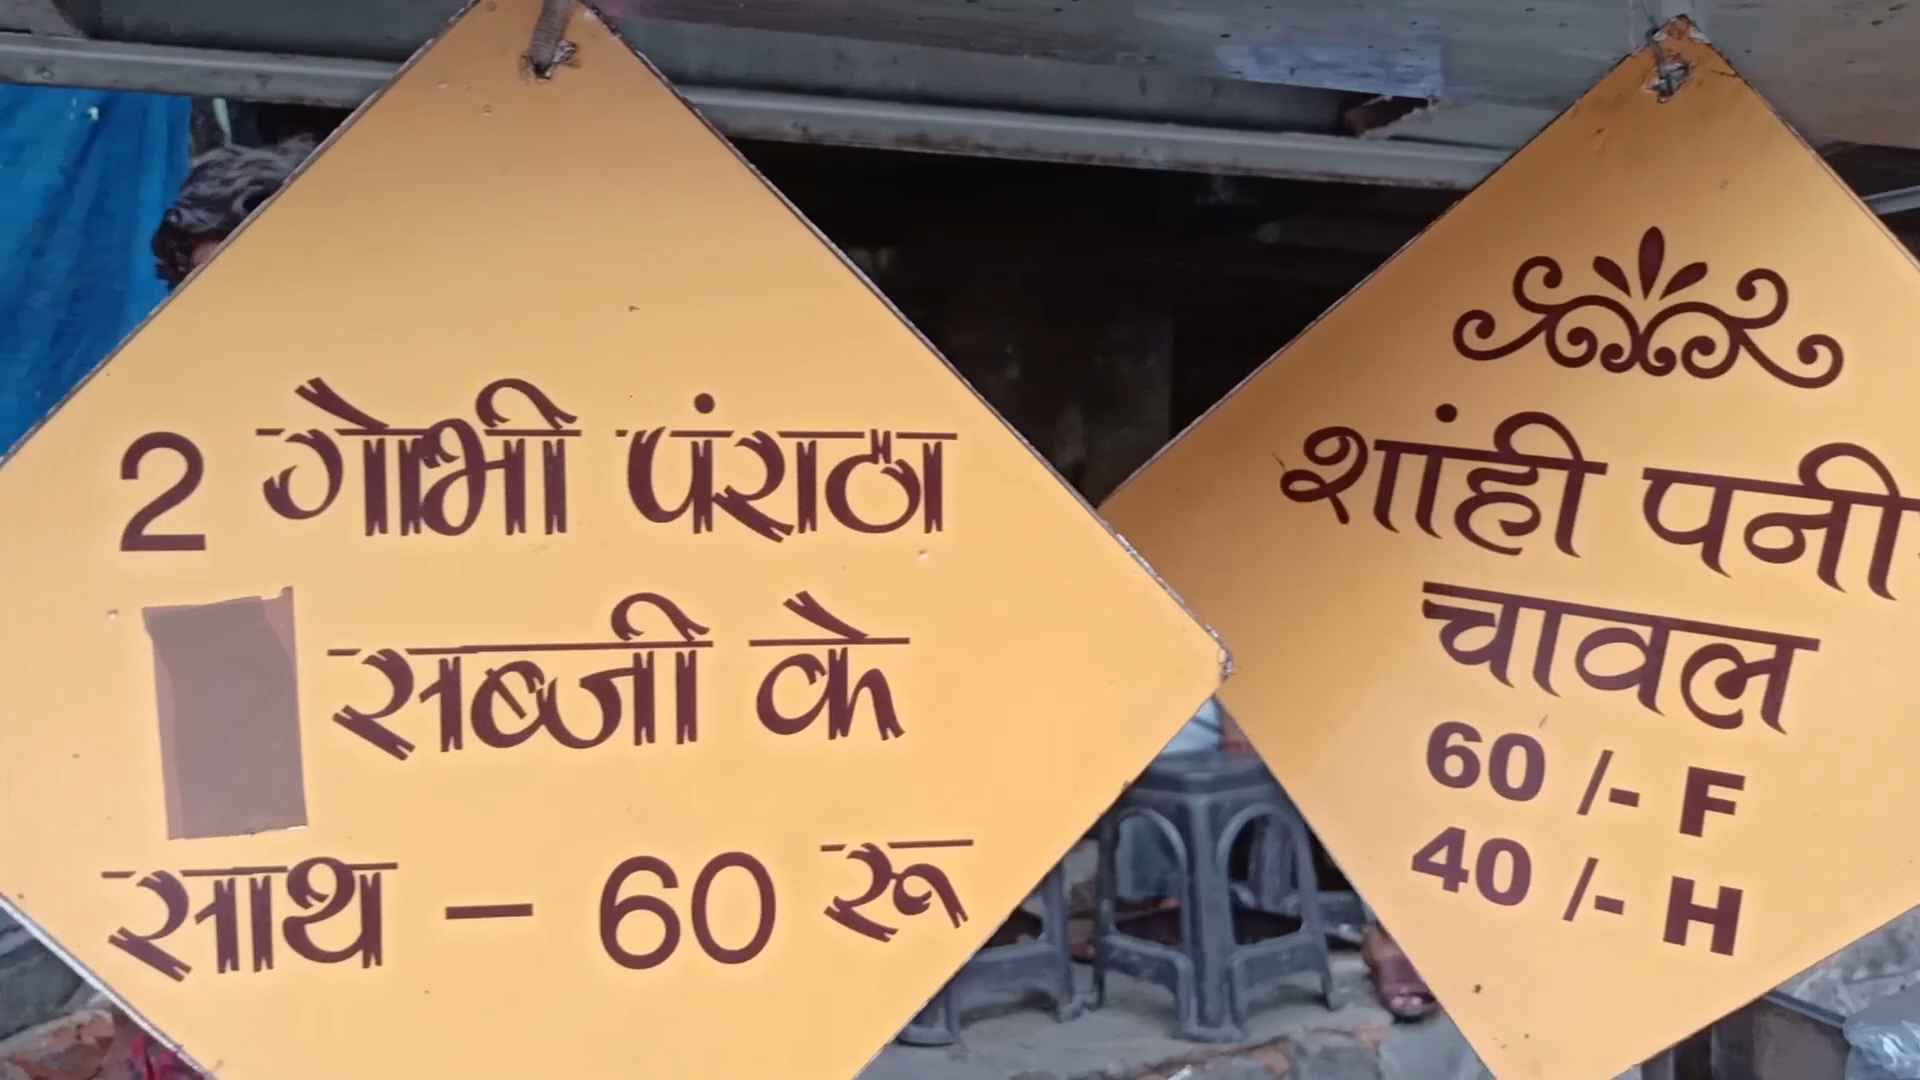 2 गोभी पंराठा
सब्जी के
साथ – 60 रू
शांही पनी
चावल
60 /- F
40 /- H